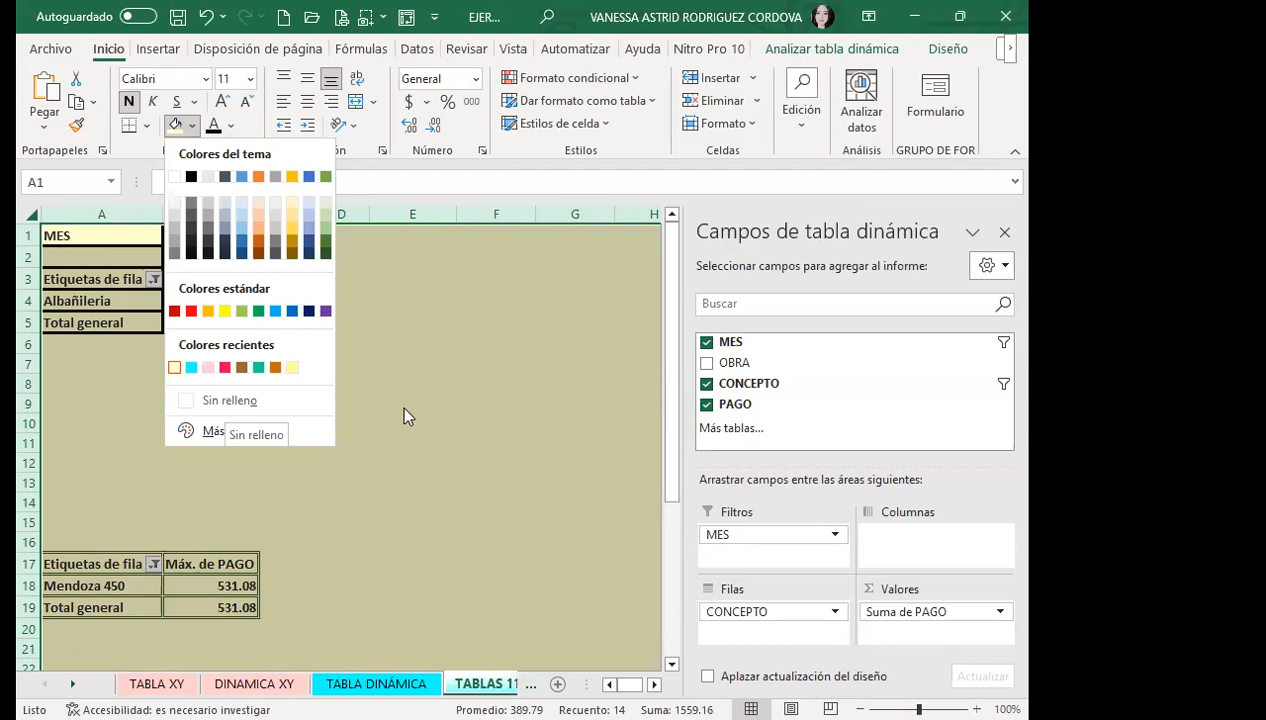 Autoguardado
EJER...
VANESSA ASTRID RODRIGUEZ CORDOVA
Archivo Inicio Insertar Disposición de página Fórmulas Datos Revisar Vista Automatizar Ayuda Nitro Pro 10 Analizar tabla dinámica Diseño
Pegar
Portapapeles
Calibri 11
N K S
General
$ % 000
Número
Formato condicional
Dar formato como tabla
Estilos de celda
Estilos
Insertar
Eliminar
Formato
Celdas
Edición
Analizar
datos
Análisis
Formulario
GRUPO DE FOR
A1
Colores del tema
Colores estándar
Colores recientes
Sin relleno
Más
Sin relleno
A D E F G H
1 MES
2
3 Etiquetas de fila
4 Albañileria
5 Total general
6
7
8
9
10
11
12
13
14
15
16
17 Etiquetas de fila Máx. de PAGO
18 Mendoza 450 531.08
19 Total general 531.08
20
21
22
Campos de tabla dinámica
Seleccionar campos para agregar al informe:
Buscar
MES
OBRA
CONCEPTO
PAGO
Más tablas...
Arrastrar campos entre las áreas siguientes:
Filtros
MES
Columnas
Filas
CONCEPTO
Σ Valores
Suma de PAGO
Aplazar actualización del diseño
Actualizar
TABLA XY DINAMICA XY TABLA DINÁMICA TABLAS 11 ...
Listo Accesibilidad: es necesario investigar Promedio: 389.79 Recuento: 14 Suma: 1559.16 100%